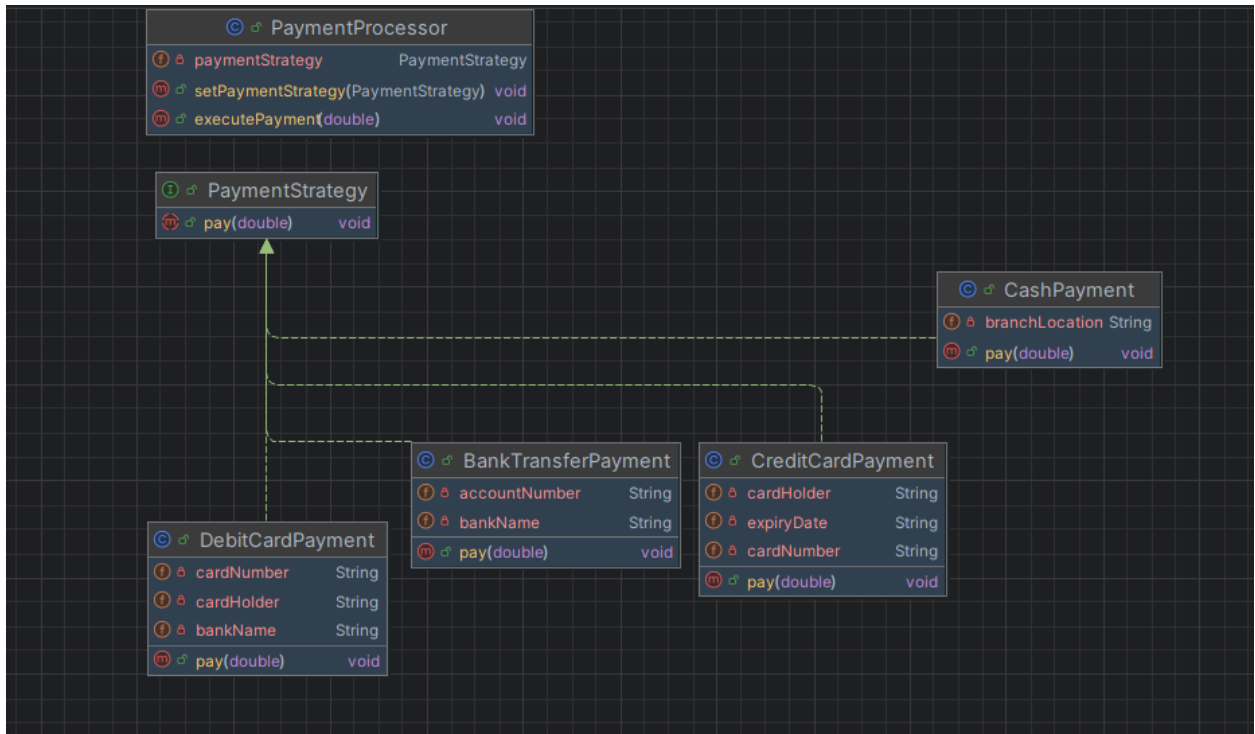 PaymentProcessor
paymentStrategy PaymentStrategy
setPaymentStrategy(PaymentStrategy) void
executePayment(double) void
PaymentStrategy
pay(double) void
CashPayment
branchLocation String
pay(double) void
BankTransferPayment
accountNumber String
bankName String
pay(double) void
CreditCardPayment
cardHolder String
expiryDate String
cardNumber String
pay(double) void
DebitCardPayment
cardNumber String
cardHolder String
bankName String
pay(double) void